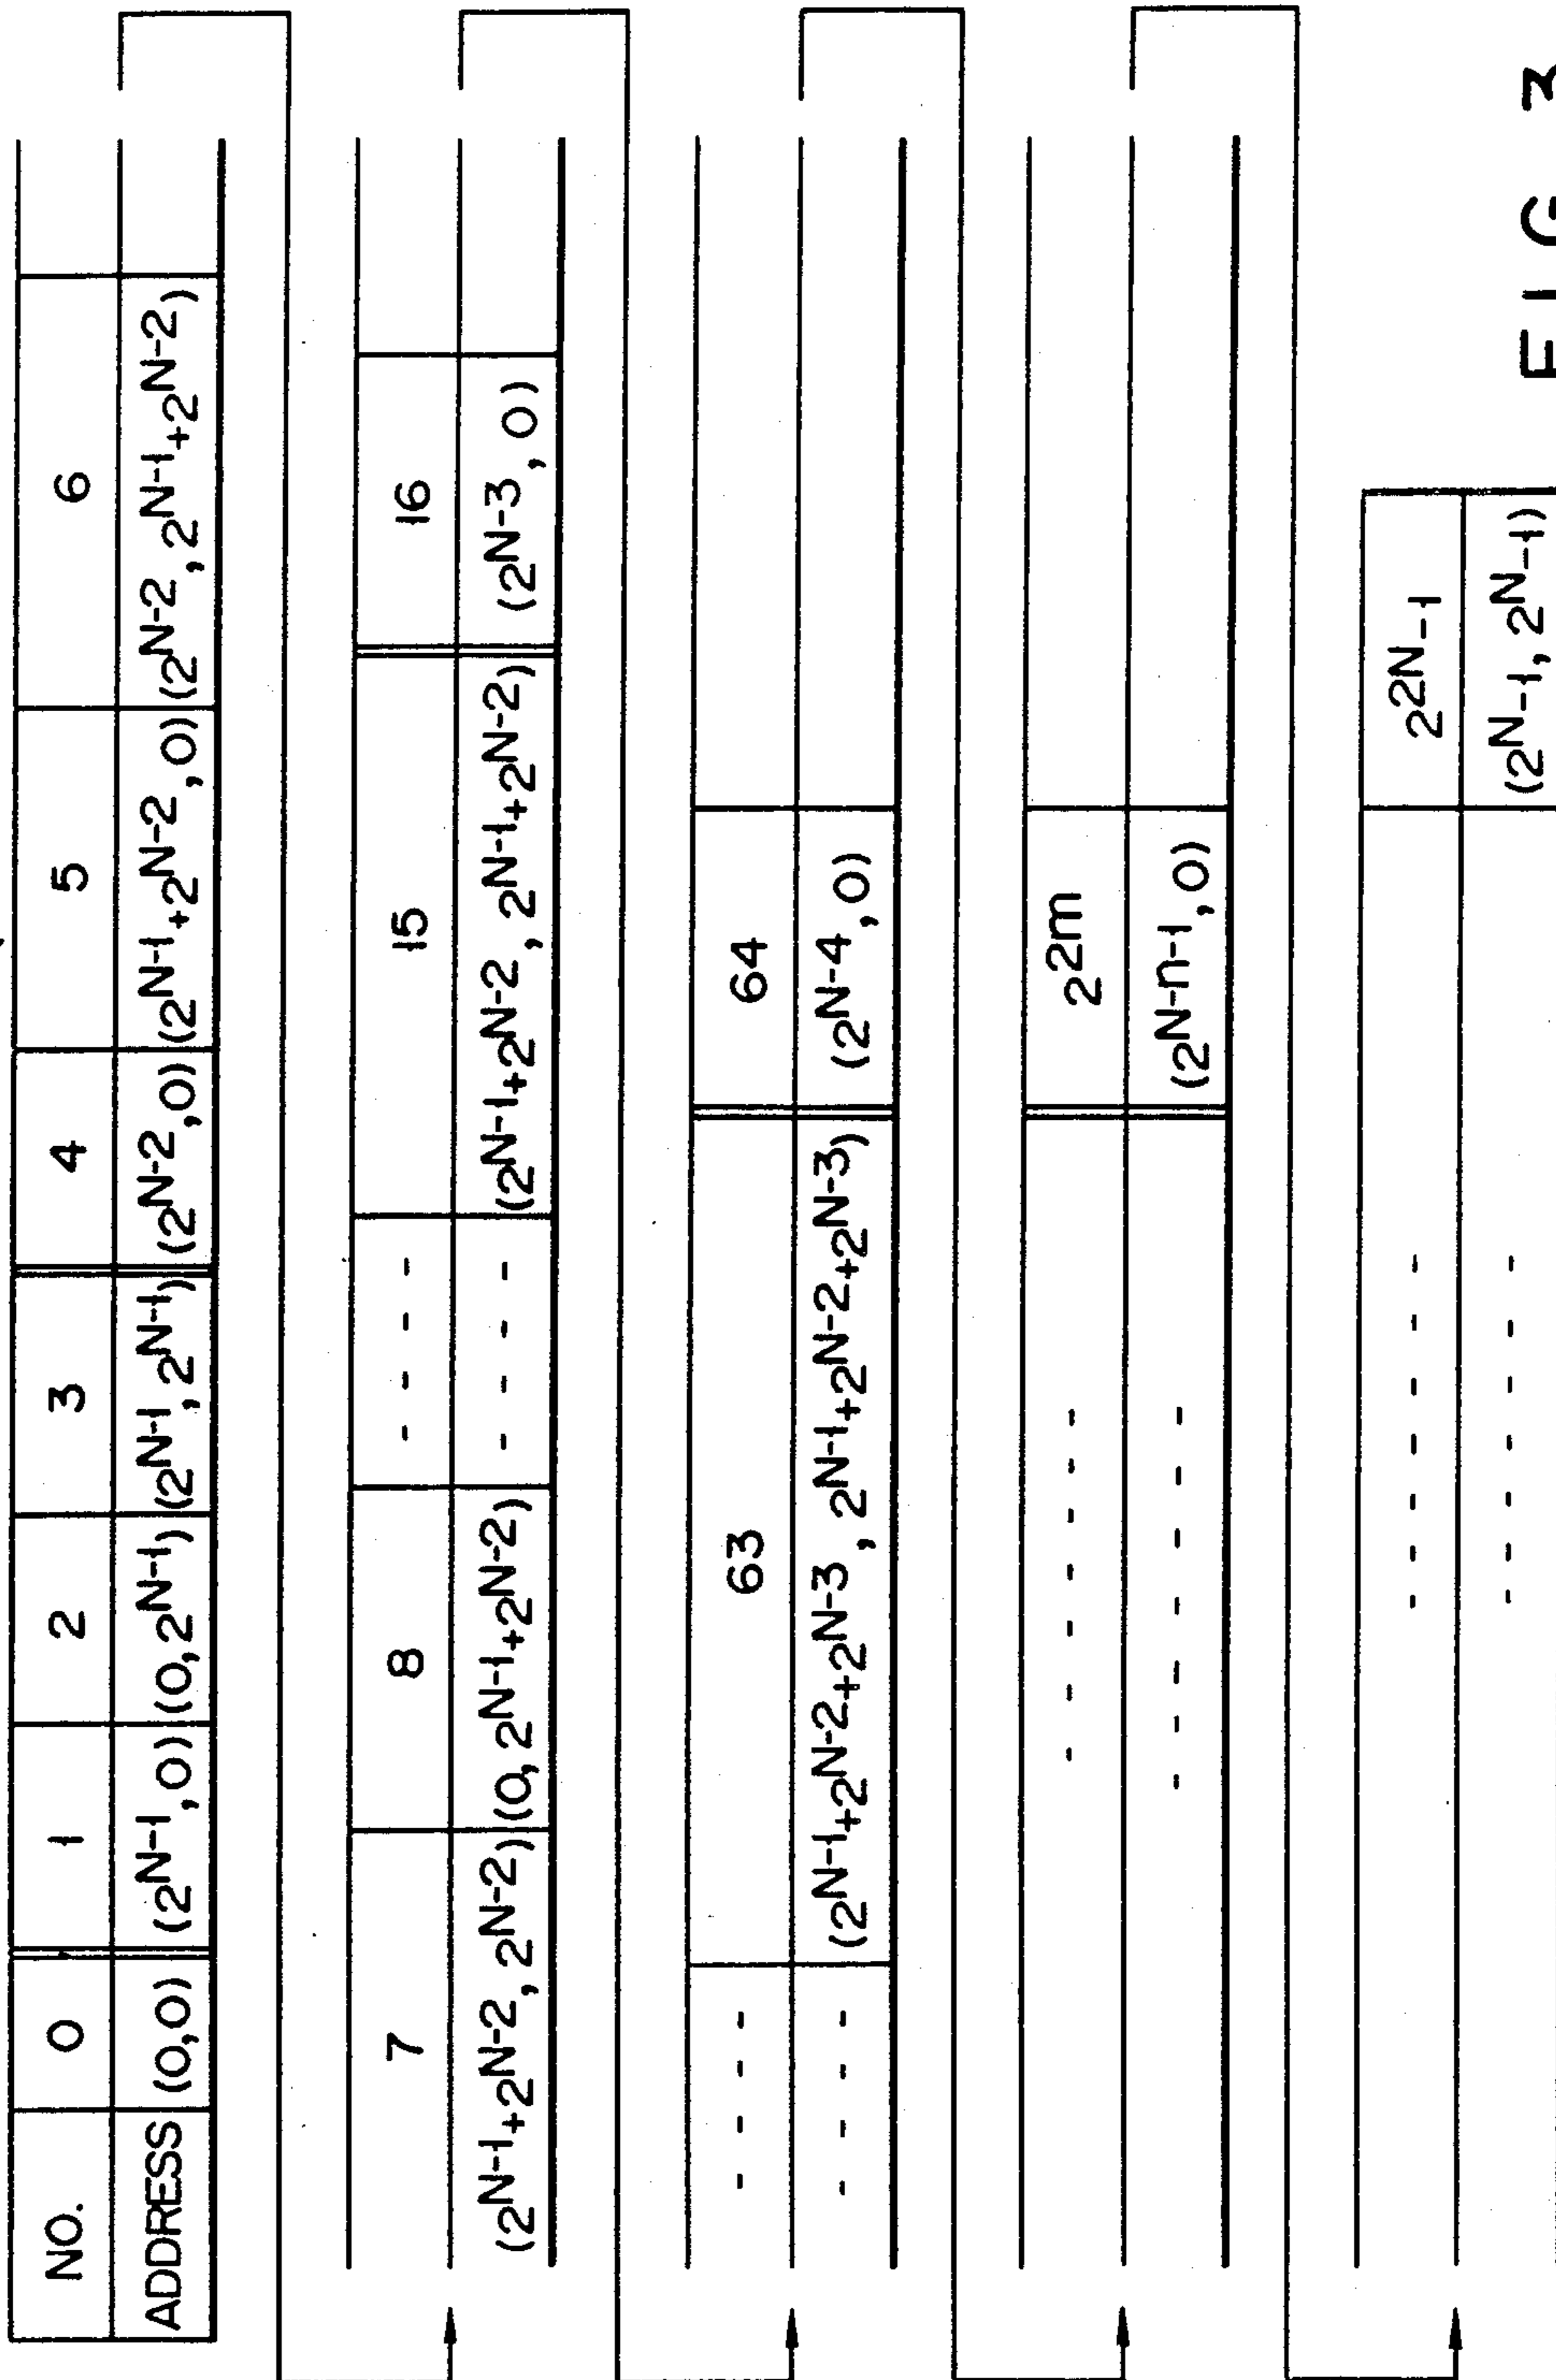 NO. 0 1 2 3 4 5 6
ADDRESS (0,0) (2^N-1,0) (0,2^N-1) (2^N-1,2^N-1) (2^N-2,0) (2^N-1+2^N-2,0) (2^N-2,2^N-1+2^N-2)
7 8 - - - - 15 16
(2^N-1+2^N-2,2^N-2) (0,2^N-1+2^N-2) - - - - (2^N-1+2^N-2,2^N-1+2^N-2) (2^N-3,0)
- - - - 63 64
- - - - (2^N-1+2^N-2+2^N-3,2^N-1+2^N-2+2^N-3) (2^N-4,0)
- - - - - - - 2^2m
- - - - - - - (2^N-n-1,0)
- - - - - - - 2^2N-1
- - - - - - - (2^N-1,2^N-1)
FIG 3